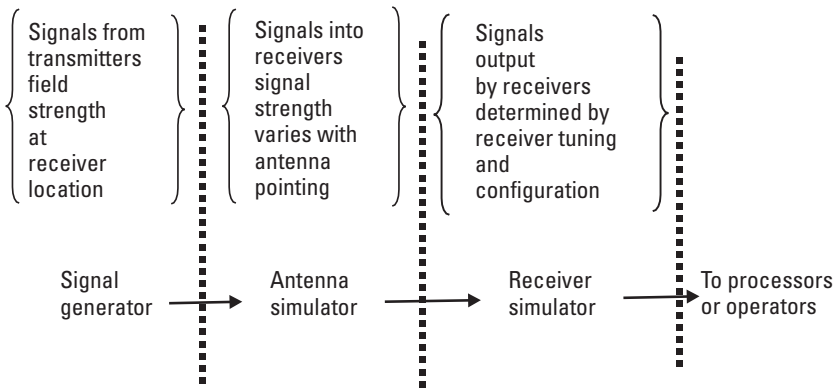 Signals from
transmitters
field
strength
at
receiver
location
Signals into
receivers
signal
strength
varies with
antenna
pointing
Signals
output
by receivers
determined by
receiver tuning
and
configuration
Signal
generator
Antenna
simulator
Receiver
simulator
To processors
or operators